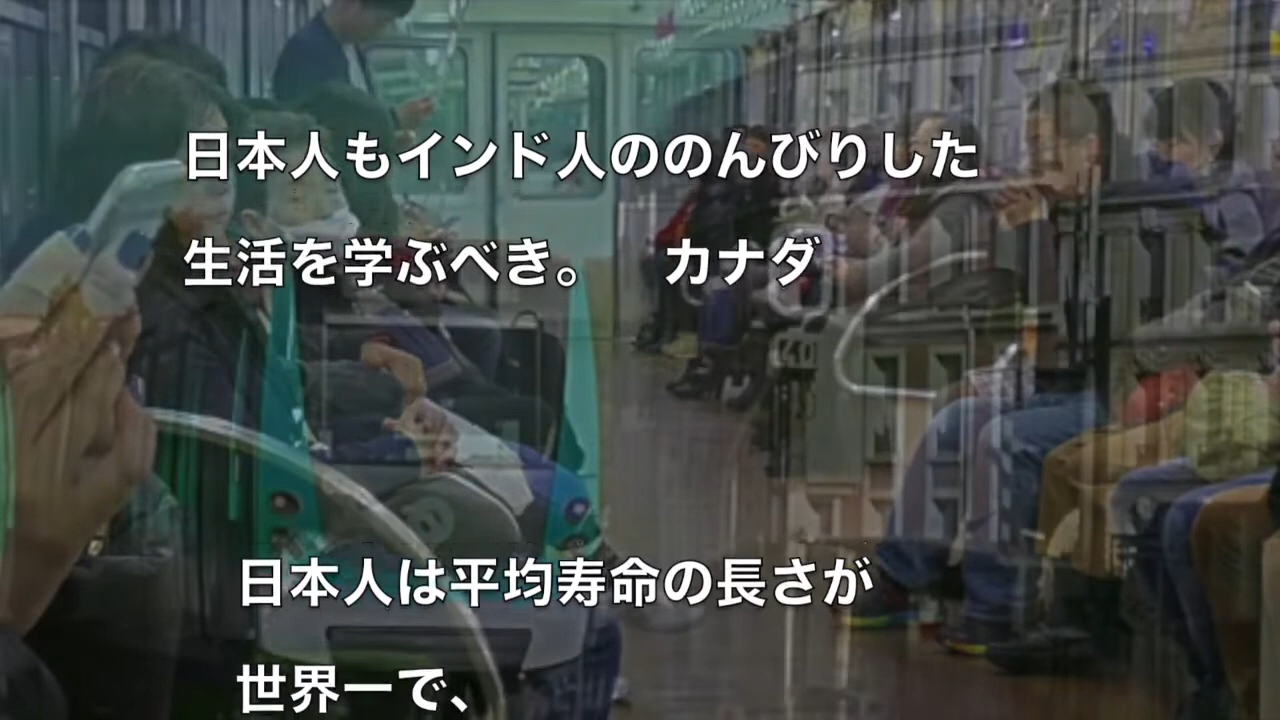 日本人もインド人ののんびりした
生活を学ぶべき。　カナダ
日本人は平均寿命の長さが
世界一で、